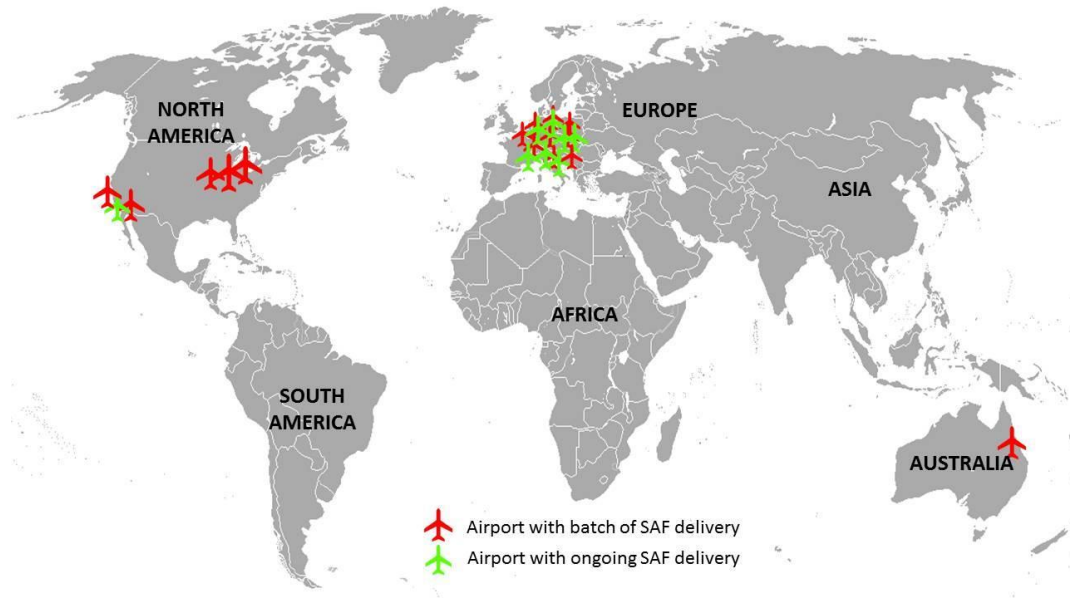 NORTH
AMERICA
EUROPE
ASIA
AFRICA
SOUTH
AMERICA
AUSTRALIA
Airport with batch of SAF delivery
Airport with ongoing SAF delivery